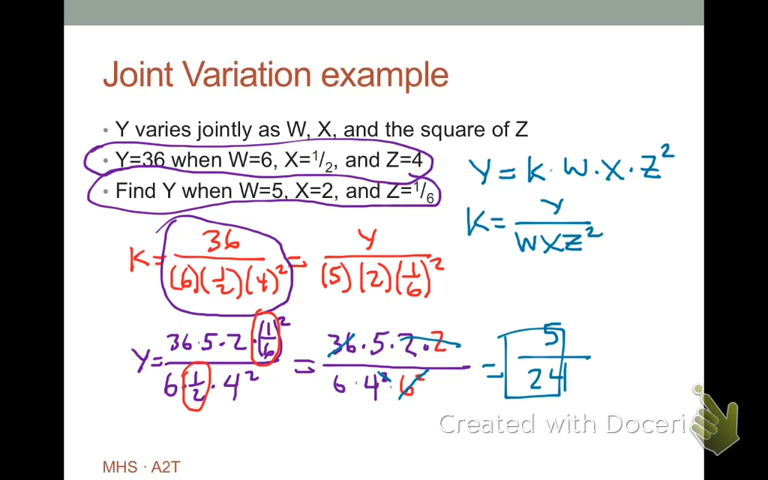 Joint Variation example
• Y varies jointly as W, X, and the square of Z
• Y=36 when W=6, X=1/2, and Z=4
• Find Y when W=5, X=2, and Z=1/6
Y = K · W · X · Z²
K = Y / WXZ²
K = 36 / (6)(1/2)(4)² = Y / (5)(2)(1/6)²
Y = 36·5·2·(1/6)² / 6·1/2·4² = 36·5·2·2 / 6·4²·6² = 5/24
Created with Doceri
MHS · A2T